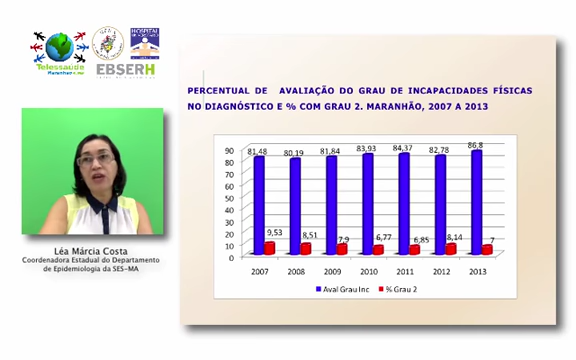 Telessaúde
HOSPITAL
EBSERH
PERCENTUAL DE AVALIAÇÃO DO GRAU DE INCAPACIDADES FÍSICAS
NO DIAGNÓSTICO E % COM GRAU 2. MARANHÃO, 2007 A 2013
90
80
70
60
50
40
30
20
10
0
81,48 80,19 81,84 83,93 84,37 82,78 86,8
9,53 8,51 7,9 6,77 6,85 8,14 7
2007 2008 2009 2010 2011 2012 2013
Aval Grau Inc % Grau 2
Léa Márcia Costa
Coordenadora Estadual do Departamento
de Epidemiologia da SES-MA